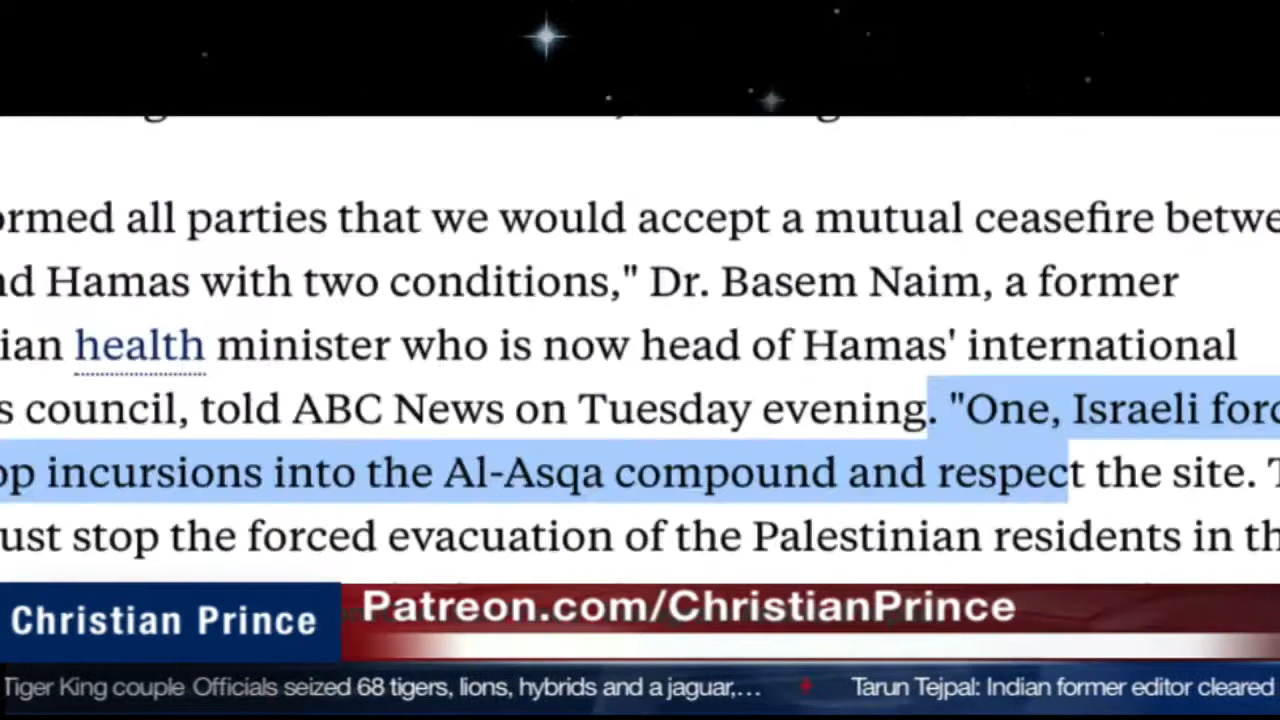 ormed all parties that we would accept a mutual ceasefire betwe
nd Hamas with two conditions," Dr. Basem Naim, a former
ian health minister who is now head of Hamas' international
s council, told ABC News on Tuesday evening. "One, Israeli forc
op incursions into the Al-Asqa compound and respect the site. T
ust stop the forced evacuation of the Palestinian residents in th
Christian Prince
Patreon.com/ChristianPrince
Tiger King couple Officials seized 68 tigers, lions, hybrids and a jaguar,... Tarun Tejpal: Indian former editor cleared